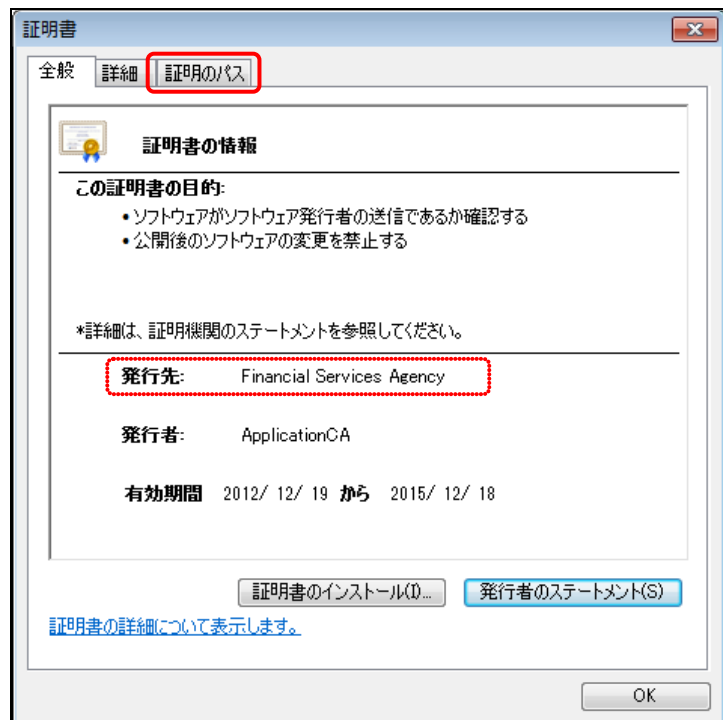 証明書
全般 詳細 証明のパス
証明書の情報
この証明書の目的:
•ソフトウェアがソフトウェア発行者の送信であるか確認する
•公開後のソフトウェアの変更を禁止する
*詳細は、証明機関のステートメントを参照してください。
発行先: Financial Services Agency
発行者: ApplicationCA
有効期間 2012/ 12/ 19 から 2015/ 12/ 18
証明書のインストール(I)... 発行者のステートメント(S)
証明書の詳細について表示します。
OK